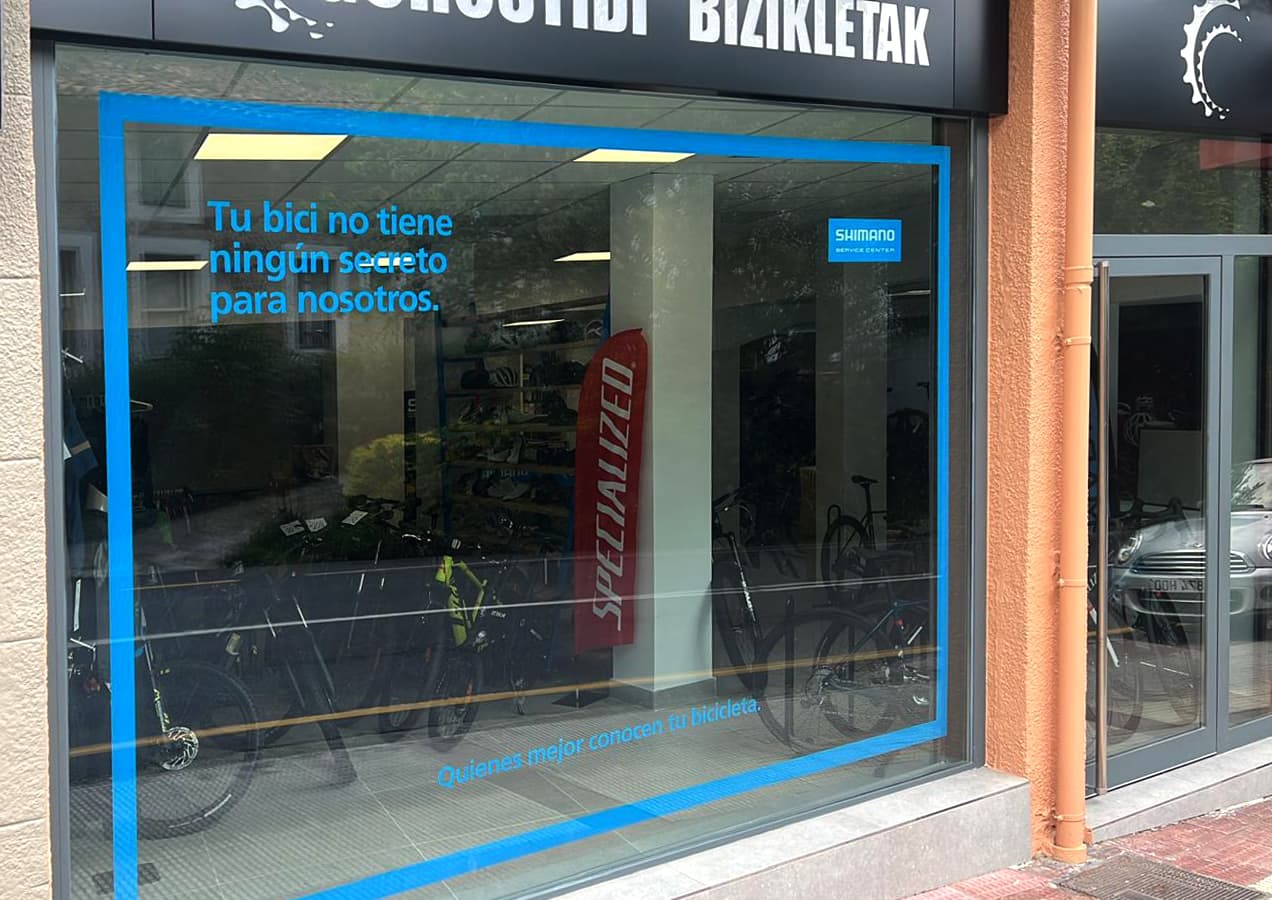 BIZIKLETAK
Tu bici no tiene
ningún secreto
para nosotros.
SHIMANO
SERVICE CENTER
SPECIALIZED
Quienes mejor conocen tu bicicleta.